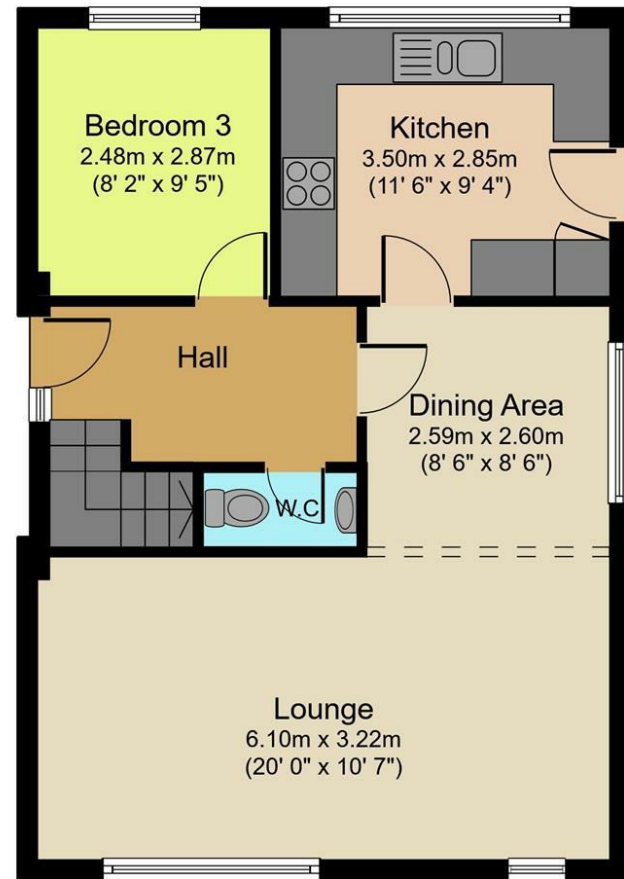 Bedroom 3
2.48m x 2.87m
(8' 2" x 9' 5")
Kitchen
3.50m x 2.85m
(11' 6" x 9' 4")
Hall
Dining Area
2.59m x 2.60m
(8' 6" x 8' 6")
W.C
Lounge
6.10m x 3.22m
(20' 0" x 10' 7")